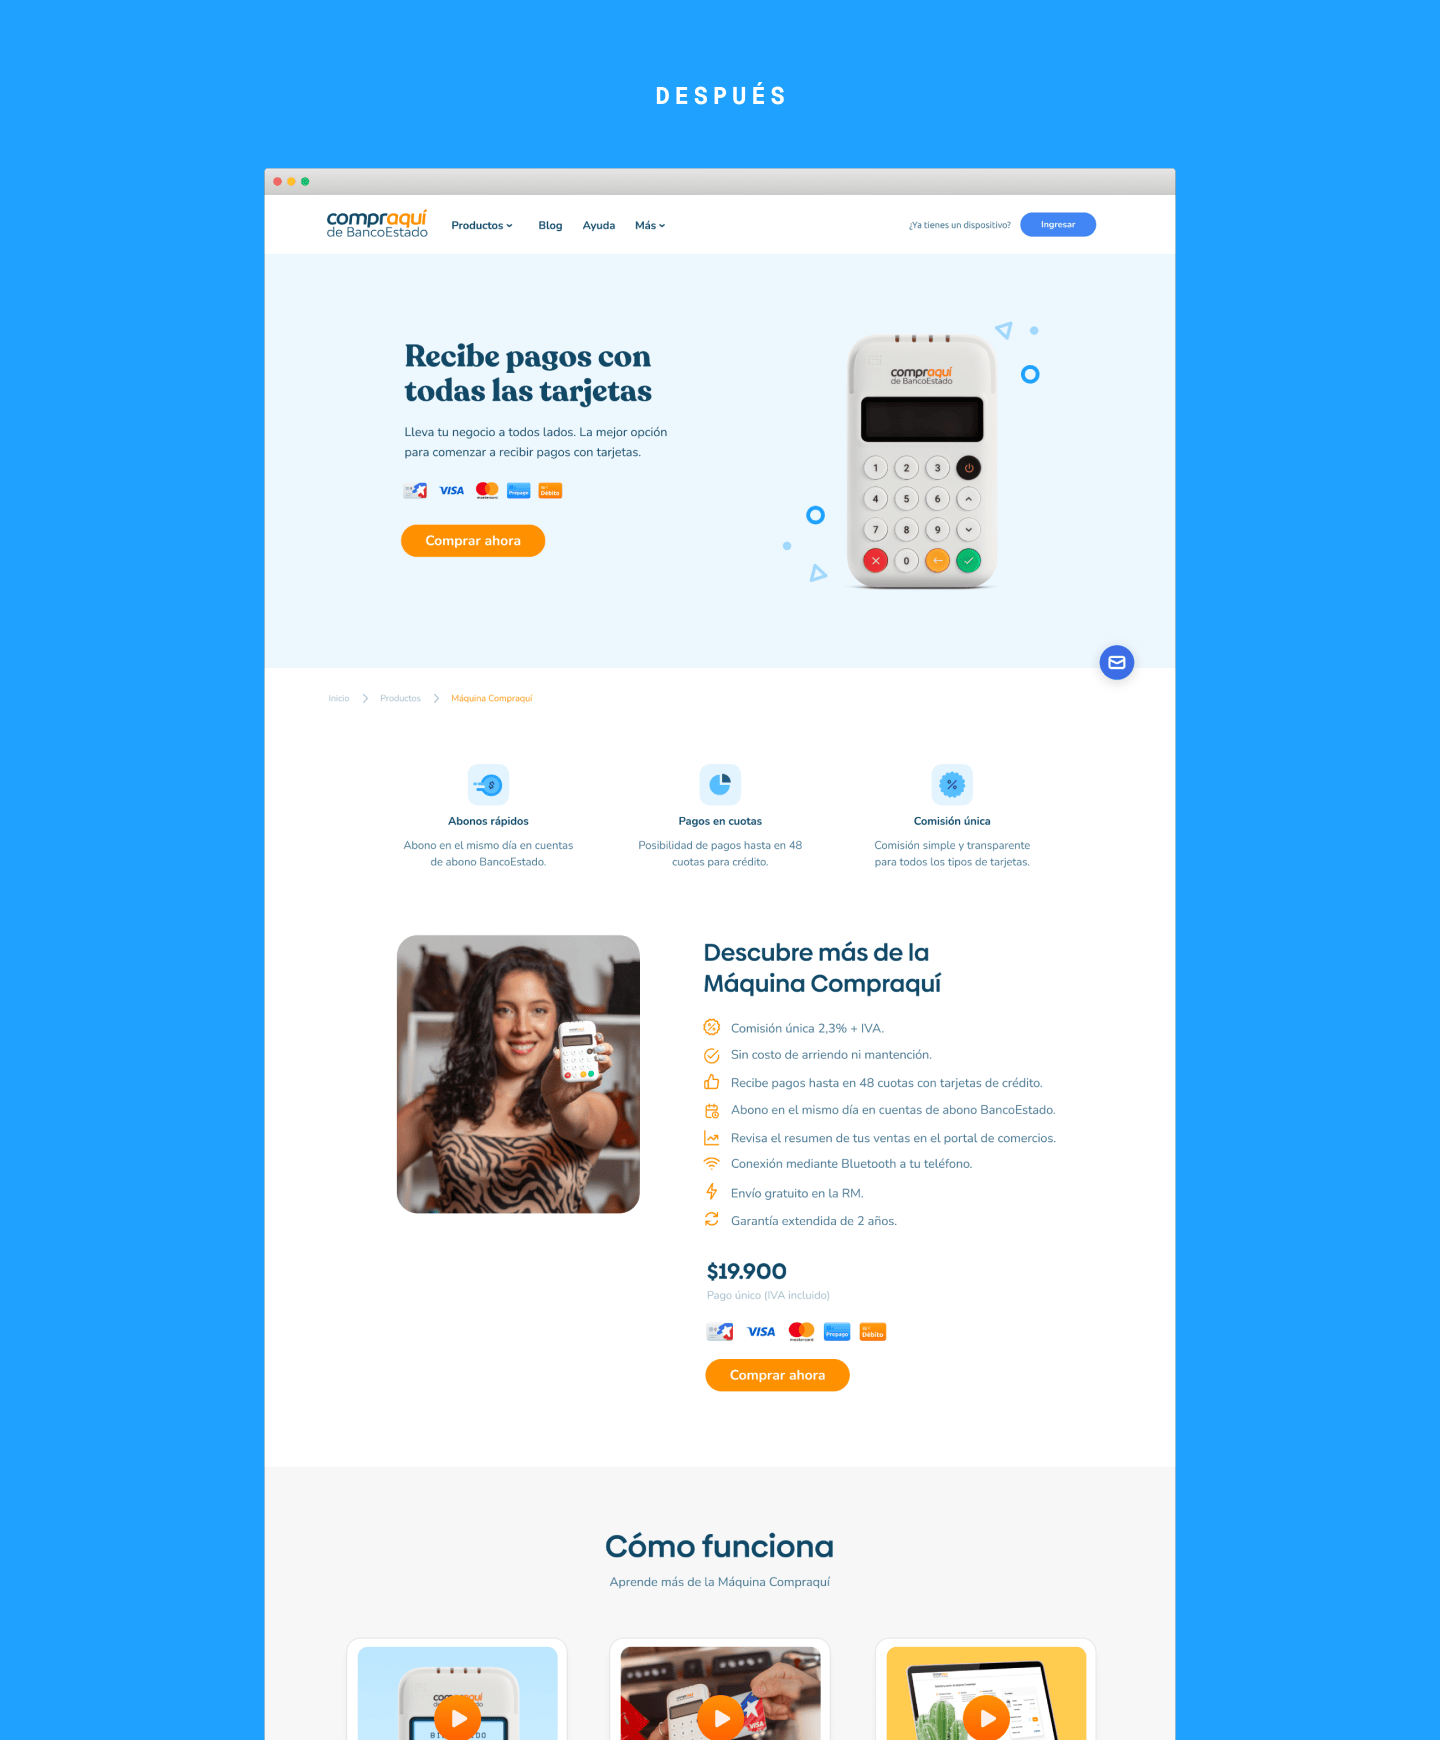 DESPUÉS
compraquí
de BancoEstado
Productos
Blog
Ayuda
Más
¿Ya tienes un dispositivo?
Ingresar
Recibe pagos con
todas las tarjetas
Lleva tu negocio a todos lados. La mejor opción
para comenzar a recibir pagos con tarjetas.
VISA
mastercard
Prepago
Débito
Comprar ahora
compraquí
de BancoEstado
1 2 3
4 5 6
7 8 9
0
Inicio
Productos
Máquina Compraquí
Abonos rápidos
Abono en el mismo día en cuentas
de abono BancoEstado.
Pagos en cuotas
Posibilidad de pagos hasta en 48
cuotas para crédito.
Comisión única
Comisión simple y transparente
para todos los tipos de tarjetas.
Descubre más de la
Máquina Compraquí
Comisión única 2,3% + IVA.
Sin costo de arriendo ni mantención.
Recibe pagos hasta en 48 cuotas con tarjetas de crédito.
Abono en el mismo día en cuentas de abono BancoEstado.
Revisa el resumen de tus ventas en el portal de comercios.
Conexión mediante Bluetooth a tu teléfono.
Envío gratuito en la RM.
Garantía extendida de 2 años.
$19.900
Pago único (IVA incluido)
VISA
mastercard
Prepago
Débito
Comprar ahora
Cómo funciona
Aprende más de la Máquina Compraquí
VISA